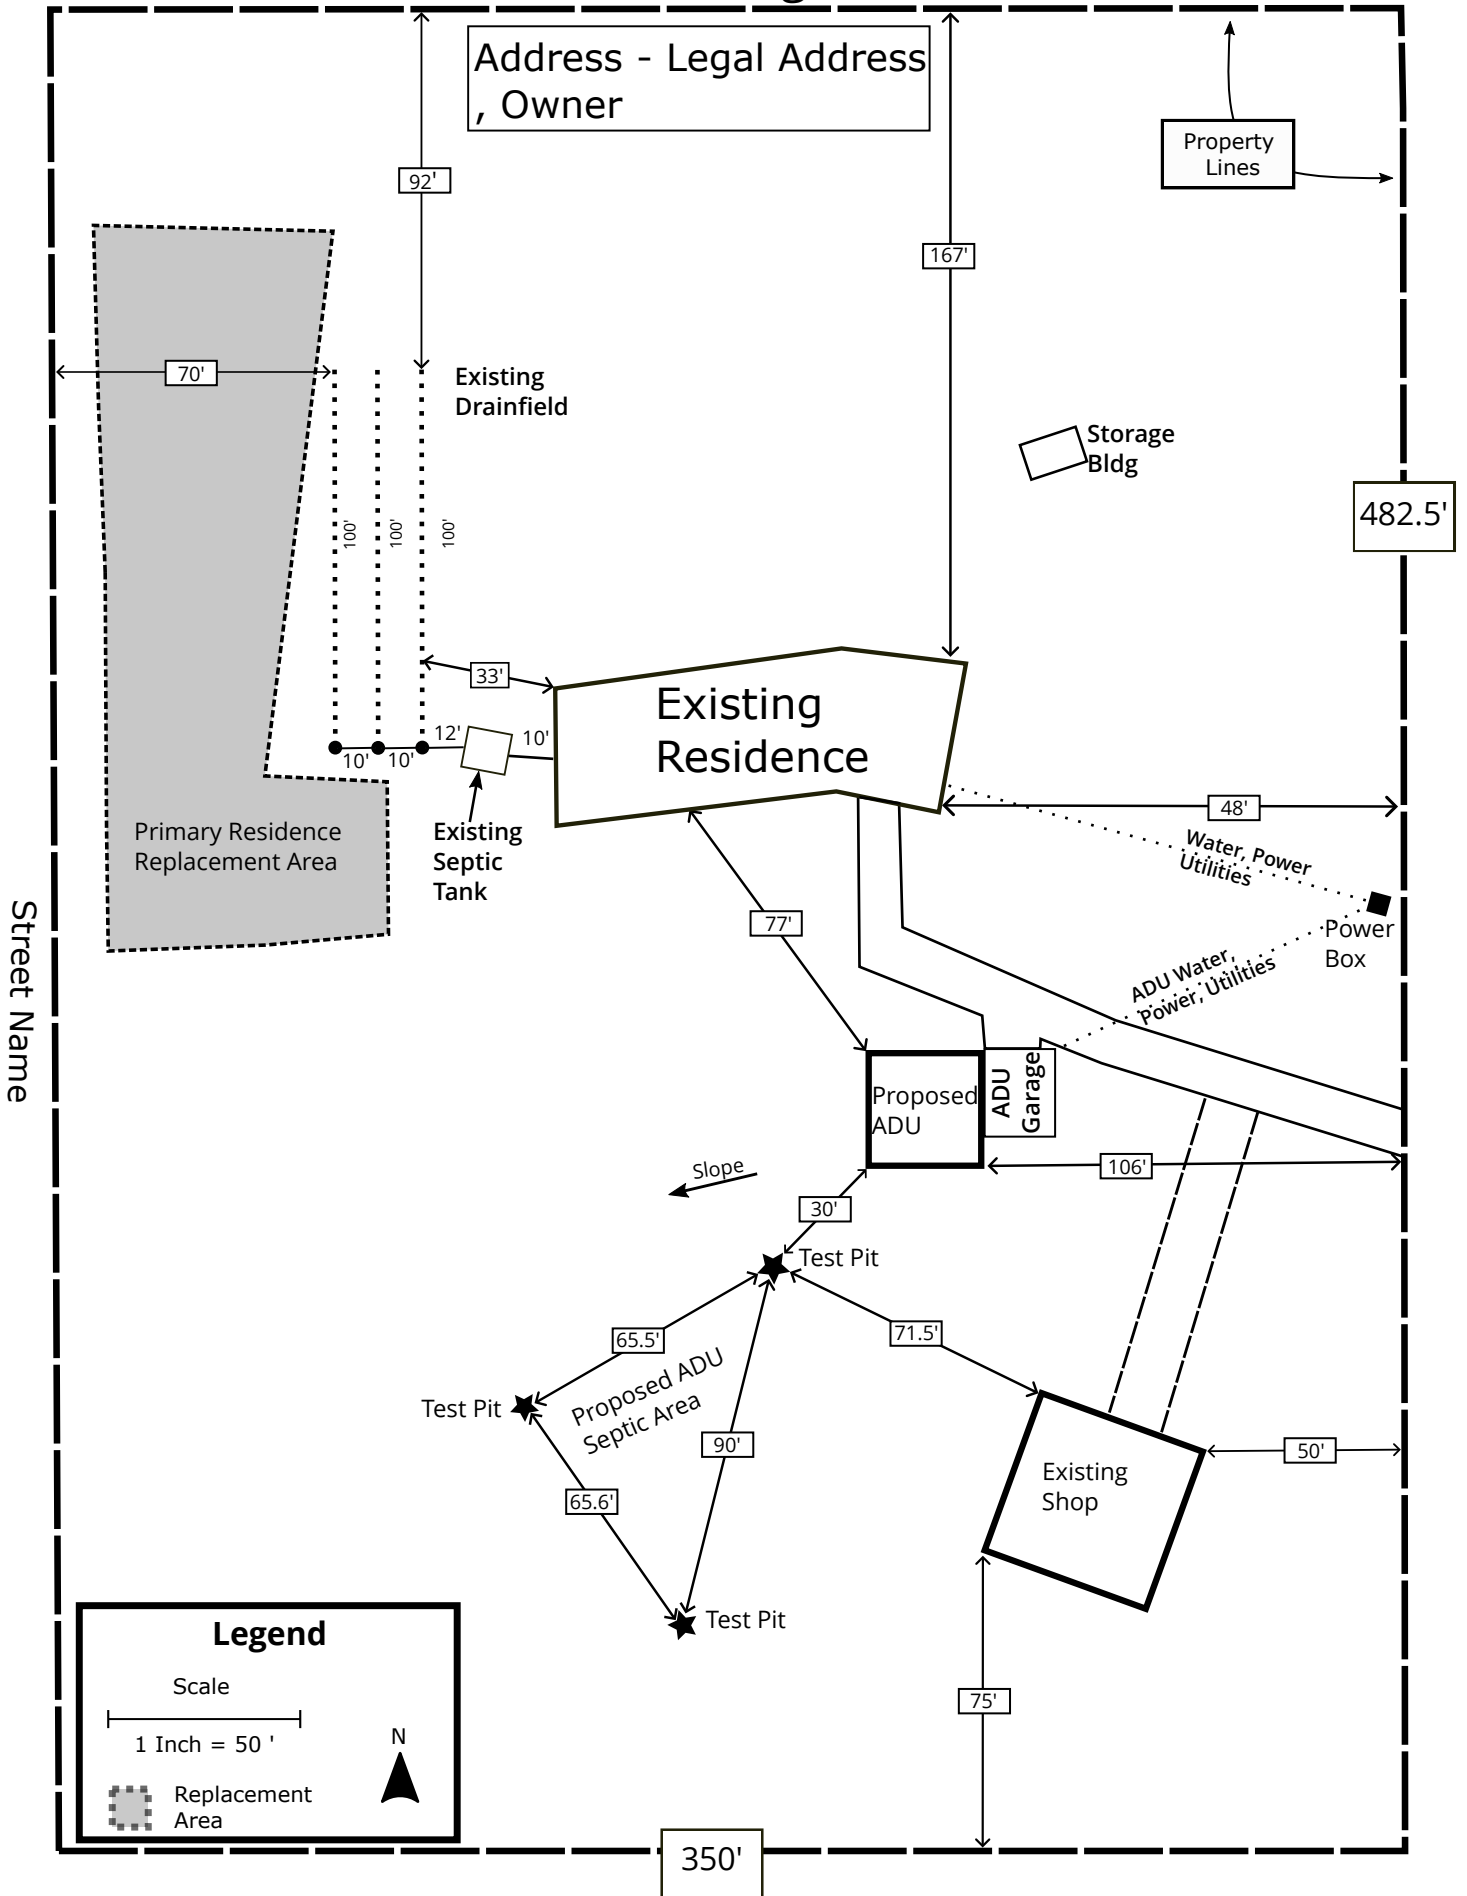 Address - Legal Address
, Owner
Property
Lines
92'
167'
70'
Existing
Drainfield
Storage
Bldg
482.5'
100'
100'
100'
33'
Existing
Residence
12'
10'
10'
10'
48'
Primary Residence
Replacement Area
Existing
Septic
Tank
Water, Power
Utilities
Street Name
77'
Power
Box
ADU Water,
Power, Utilities
Proposed
ADU
ADU
Garage
Slope
106'
30'
Test Pit
65.5'
71.5'
Proposed ADU
Septic Area
Test Pit
90'
50'
Existing
Shop
65.6'
Test Pit
75'
Legend
Scale
1 Inch = 50 '
N
Replacement
Area
350'